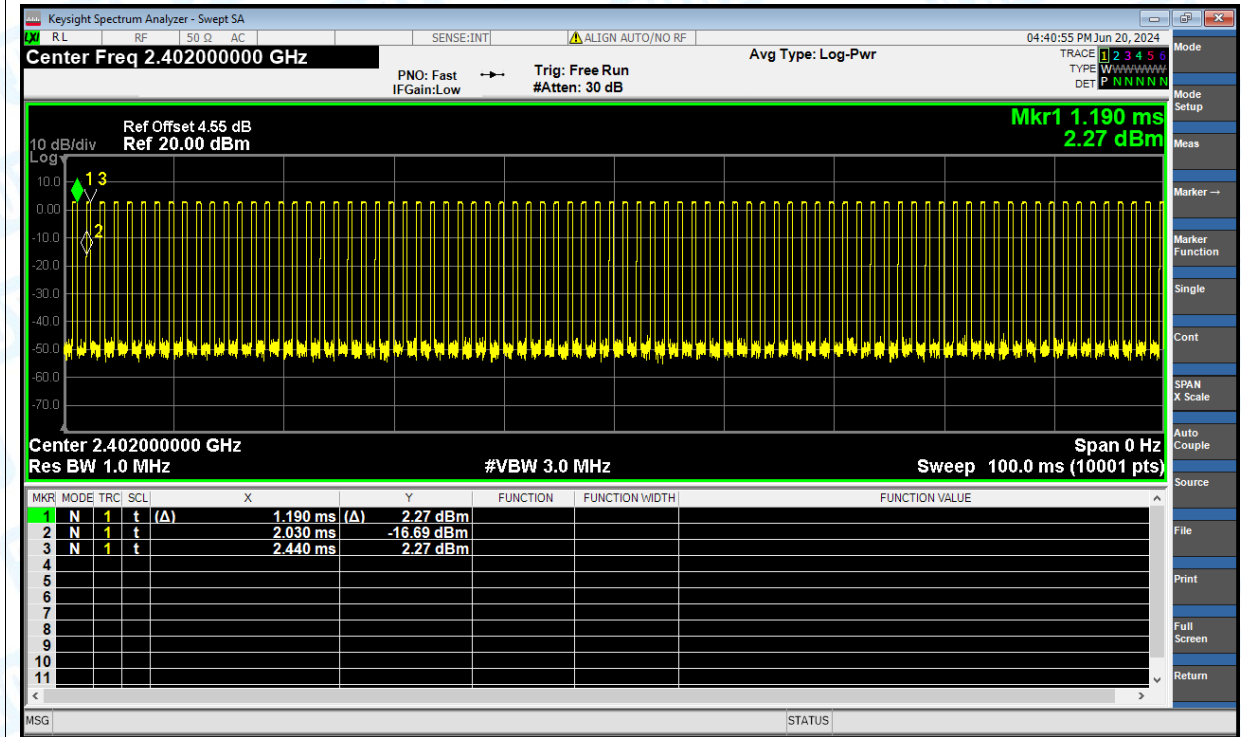 Keysight Spectrum Analyzer - Swept SA
LXI RL RF 50 Ω AC SENSE:INT ALIGN AUTO/NO RF 04:40:55 PM Jun 20, 2024
Center Freq 2.402000000 GHz
PNO: Fast
IFGain:Low
Trig: Free Run
#Atten: 30 dB
Avg Type: Log-Pwr
TRACE 1 2 3 4 5 6
TYPE WWWWWW
DET P N N N N N
Ref Offset 4.55 dB
10 dB/div Ref 20.00 dBm
Log
Mkr1 1.190 ms
2.27 dBm
10.0
0.00
-10.0
-20.0
-30.0
-40.0
-50.0
-60.0
-70.0
1 3
2
Center 2.402000000 GHz Span 0 Hz
Res BW 1.0 MHz #VBW 3.0 MHz Sweep 100.0 ms (10001 pts)
MKR MODE TRC SCL X Y FUNCTION FUNCTION WIDTH FUNCTION VALUE
1 N 1 t (Δ) 1.190 ms (Δ) 2.27 dBm
2 N 1 t 2.030 ms -16.69 dBm
3 N 1 t 2.440 ms 2.27 dBm
4
5
6
7
8
9
10
11
MSG STATUS
Mode
Mode
Setup
Meas
Marker →
Marker
Function
Single
Cont
SPAN
X Scale
Auto
Couple
Source
File
Print
Full
Screen
Return